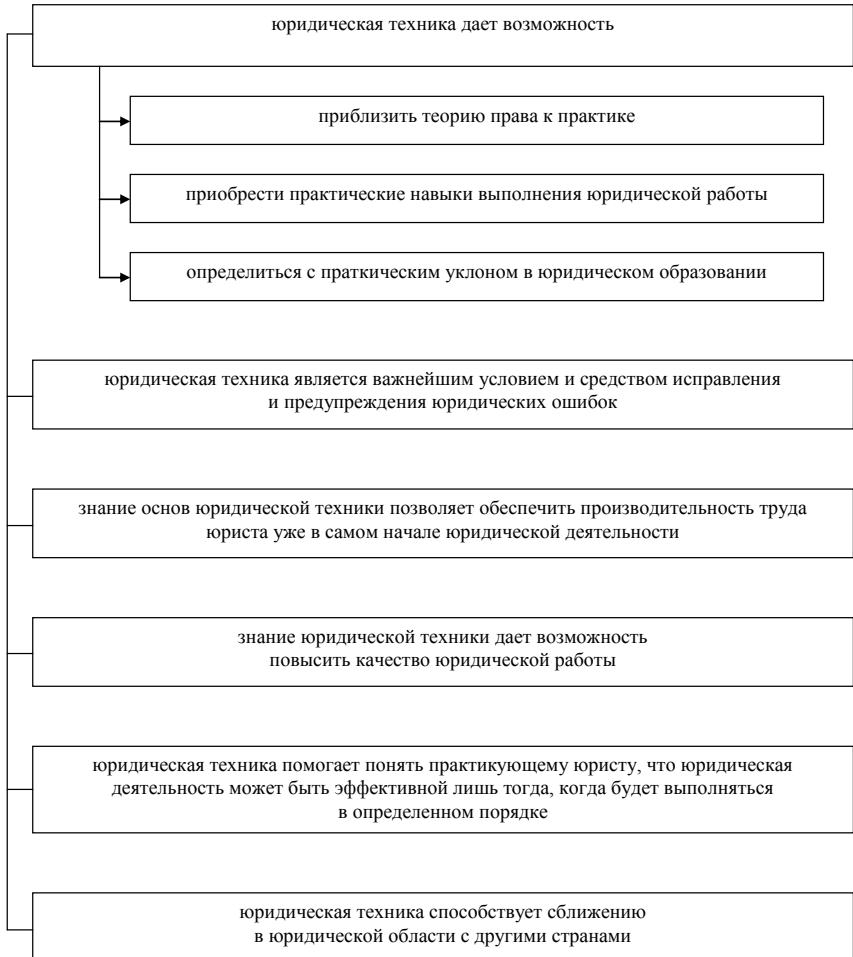 юридическая техника дает возможность
приблизить теорию права к практике
приобрести практические навыки выполнения юридической работы
определиться с праткическим уклоном в юридическом образовании
юридическая техника является важнейшим условием и средством исправления
и предупреждения юридических ошибок
знание основ юридической техники позволяет обеспечить производительность труда
юриста уже в самом начале юридической деятельности
знание юридической техники дает возможность
повысить качество юридической работы
юридическая техника помогает понять практикующему юристу, что юридическая
деятельность может быть эффективной лишь тогда, когда будет выполняться
в определенном порядке
юридическая техника способствует сближению
в юридической области с другими странами